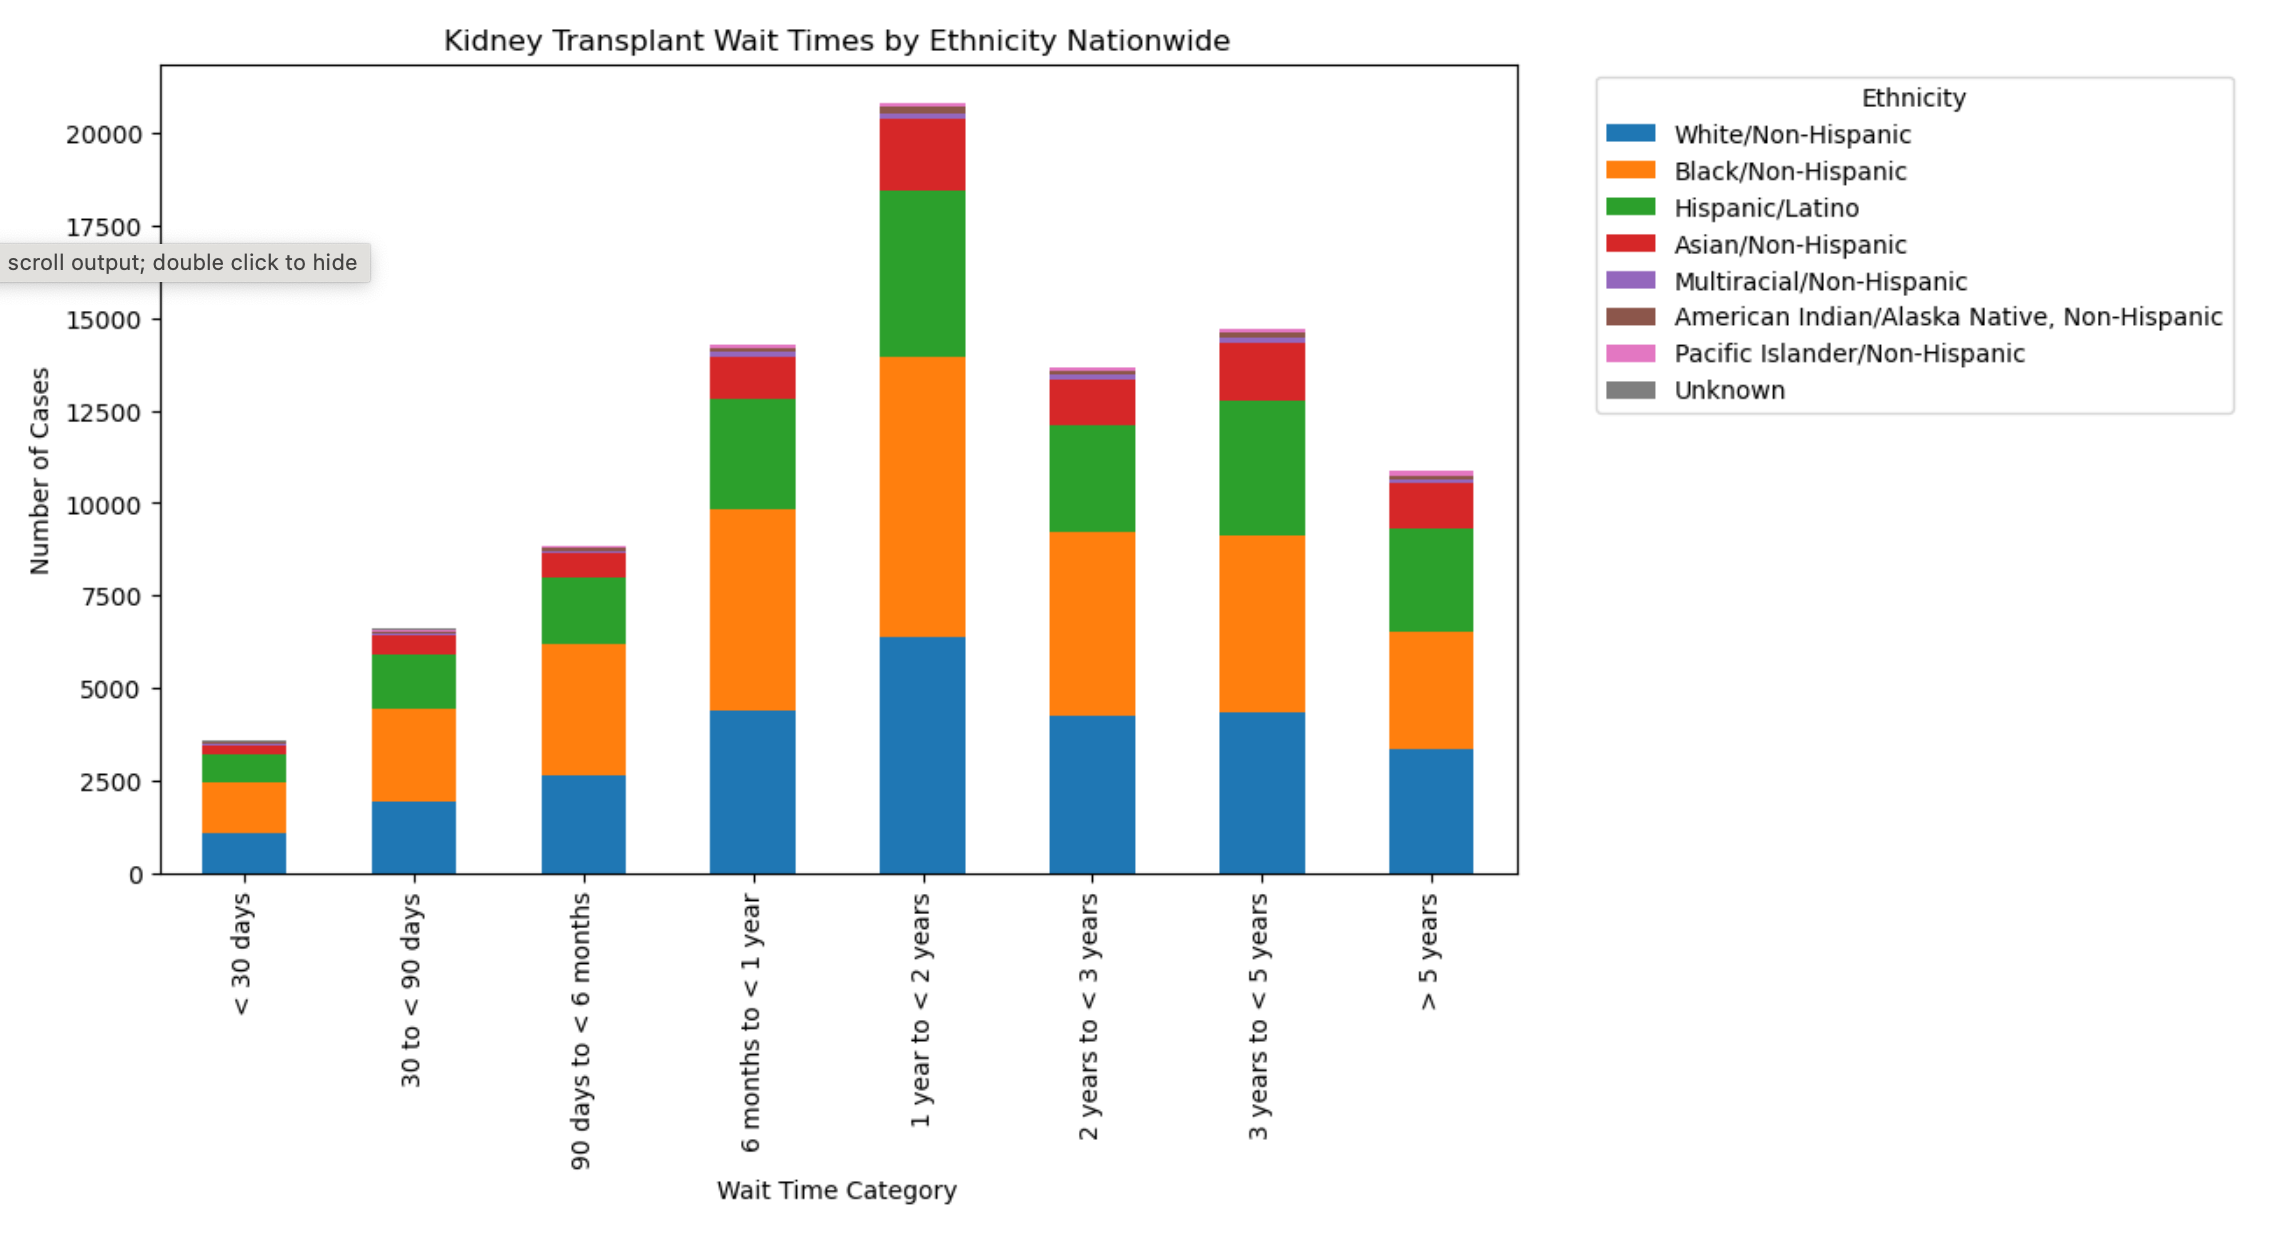 Kidney Transplant Wait Times by Ethnicity Nationwide
Ethnicity
White/Non-Hispanic
Black/Non-Hispanic
Hispanic/Latino
Asian/Non-Hispanic
Multiracial/Non-Hispanic
American Indian/Alaska Native, Non-Hispanic
Pacific Islander/Non-Hispanic
Unknown
20000
17500
scroll output; double click to hide
15000
12500
10000
7500
5000
2500
0
Number of Cases
< 30 days
30 to < 90 days
90 days to < 6 months
6 months to < 1 year
1 year to < 2 years
2 years to < 3 years
3 years to < 5 years
> 5 years
Wait Time Category